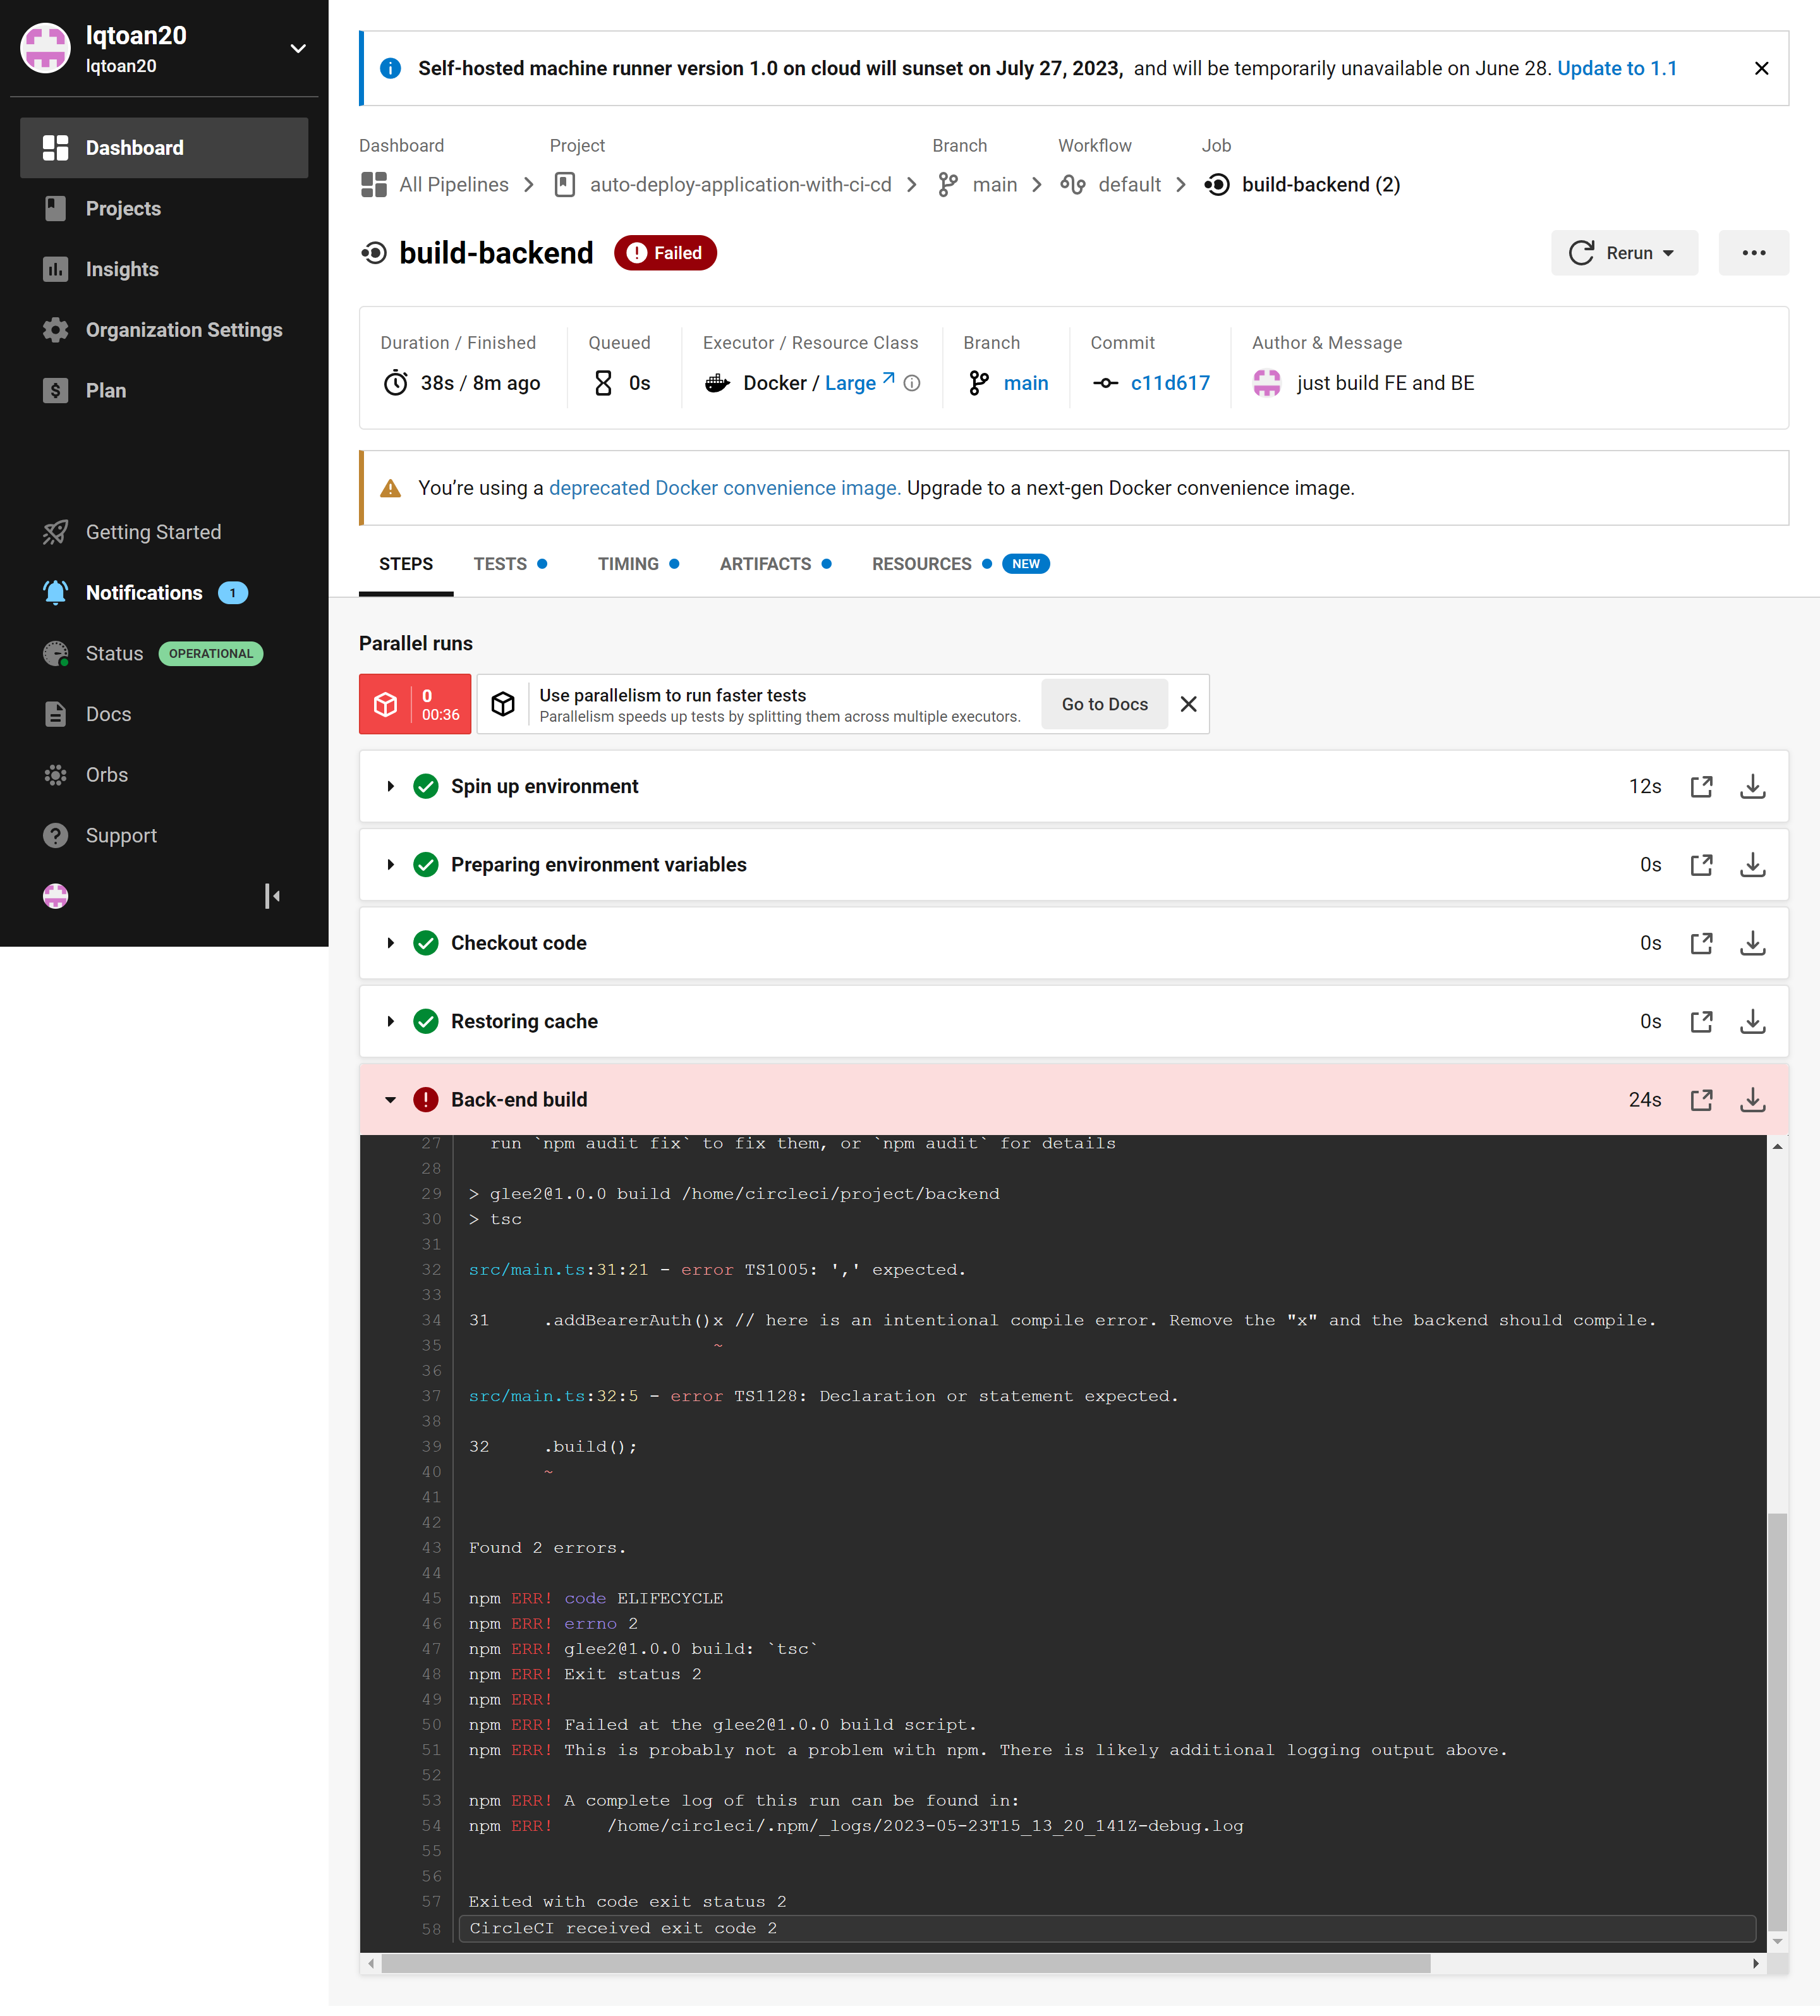 lqtoan20
lqtoan20
Dashboard
Projects
Insights
Organization Settings
Plan
Getting Started
Notifications 1
Status OPERATIONAL
Docs
Orbs
Support
Self-hosted machine runner version 1.0 on cloud will sunset on July 27, 2023, and will be temporarily unavailable on June 28. Update to 1.1
Dashboard Project Branch Workflow Job
All Pipelines auto-deploy-application-with-ci-cd main default build-backend (2)
build-backend Failed Rerun
Duration / Finished Queued Executor / Resource Class Branch Commit Author & Message
38s / 8m ago 0s Docker / Large main c11d617 just build FE and BE
You’re using a deprecated Docker convenience image. Upgrade to a next-gen Docker convenience image.
STEPS TESTS TIMING ARTIFACTS RESOURCES NEW
Parallel runs
0
00:36
Use parallelism to run faster tests
Parallelism speeds up tests by splitting them across multiple executors.
Go to Docs
Spin up environment 12s
Preparing environment variables 0s
Checkout code 0s
Restoring cache 0s
Back-end build 24s
27 run `npm audit fix` to fix them, or `npm audit` for details
28
29 > glee2@1.0.0 build /home/circleci/project/backend
30 > tsc
31
32 src/main.ts:31:21 - error TS1005: ',' expected.
33
34 31 .addBearerAuth()x // here is an intentional compile error. Remove the "x" and the backend should compile.
35 ~
36
37 src/main.ts:32:5 - error TS1128: Declaration or statement expected.
38
39 32 .build();
40 ~
41
42
43 Found 2 errors.
44
45 npm ERR! code ELIFECYCLE
46 npm ERR! errno 2
47 npm ERR! glee2@1.0.0 build: `tsc`
48 npm ERR! Exit status 2
49 npm ERR!
50 npm ERR! Failed at the glee2@1.0.0 build script.
51 npm ERR! This is probably not a problem with npm. There is likely additional logging output above.
52
53 npm ERR! A complete log of this run can be found in:
54 npm ERR! /home/circleci/.npm/_logs/2023-05-23T15_13_20_141Z-debug.log
55
56
57 Exited with code exit status 2
58 CircleCI received exit code 2